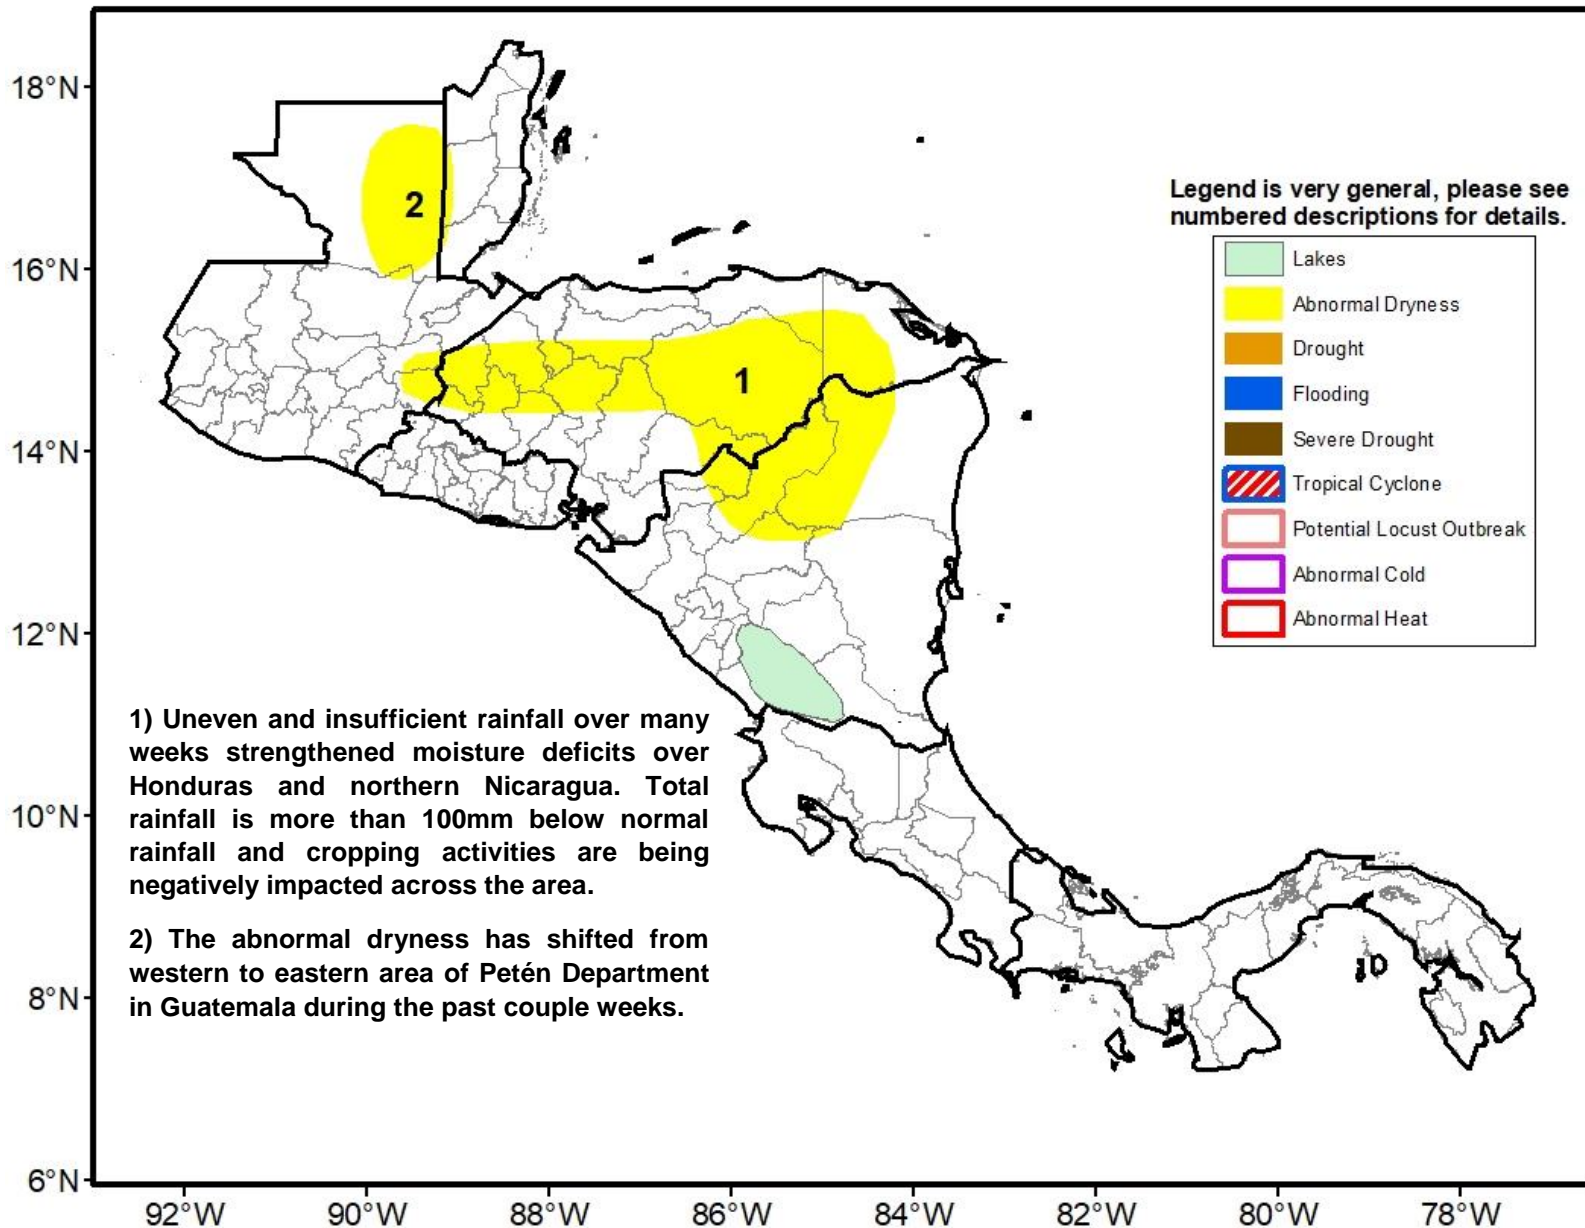 18°N
16°N
14°N
12°N
10°N
8°N
6°N
92°W
90°W
88°W
86°W
84°W
82°W
80°W
78°W
2
1
Legend is very general, please see
numbered descriptions for details.
Lakes
Abnormal Dryness
Drought
Flooding
Severe Drought
Tropical Cyclone
Potential Locust Outbreak
Abnormal Cold
Abnormal Heat
1) Uneven and insufficient rainfall over many
weeks strengthened moisture deficits over
Honduras and northern Nicaragua. Total
rainfall is more than 100mm below normal
rainfall and cropping activities are being
negatively impacted across the area.
2) The abnormal dryness has shifted from
western to eastern area of Petén Department
in Guatemala during the past couple weeks.